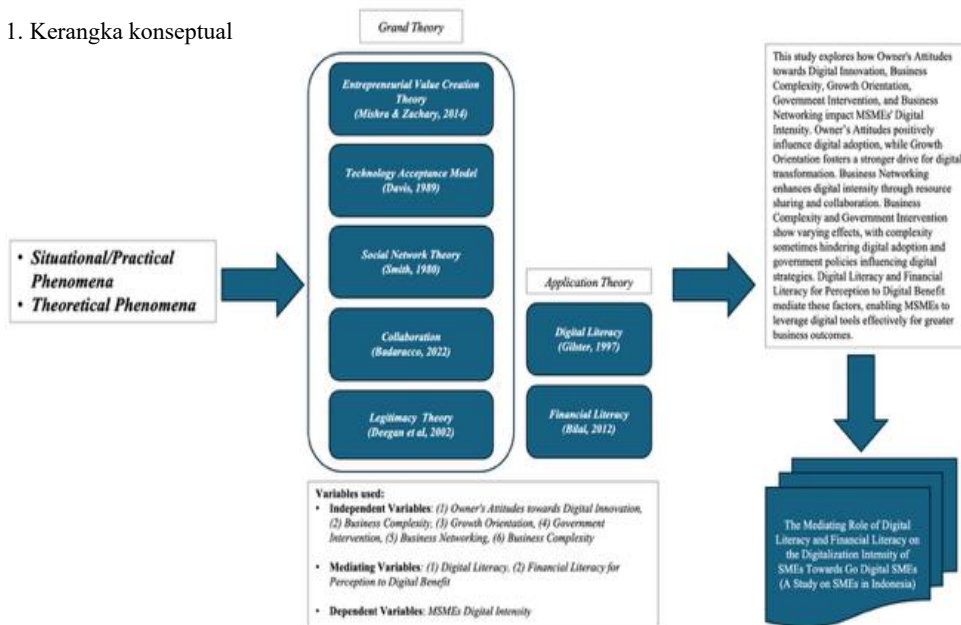 1. Kerangka konseptual
Grand Theory
Entrepreneurial Value Creation
Theory
(Mishra & Zachary, 2014)
Technology Acceptance Model
(Davis, 1989)
Social Network Theory
(Smith, 1980)
Collaboration
(Badaracco, 2022)
Legitimacy Theory
(Deegan et al, 2002)
• Situational/Practical
Phenomena
• Theoretical Phenomena
Application Theory
Digital Literacy
(Gilster, 1997)
Financial Literacy
(Bilal, 2012)
Variables used:
• Independent Variables: (1) Owner's Attitudes towards Digital Innovation,
(2) Business Complexity, (3) Growth Orientation, (4) Government
Intervention, (5) Business Networking, (6) Business Complexity
• Mediating Variables: (1) Digital Literacy, (2) Financial Literacy for
Perception to Digital Benefit
• Dependent Variables: MSMEs Digital Intensity
This study explores how Owner's Attitudes
towards Digital Innovation, Business
Complexity, Growth Orientation,
Government Intervention, and Business
Networking impact MSMEs' Digital
Intensity. Owner's Attitudes positively
influence digital adoption, while Growth
Orientation fosters a stronger drive for digital
transformation. Business Networking
enhances digital intensity through resource
sharing and collaboration. Business
Complexity and Government Intervention
show varying effects, with complexity
sometimes hindering digital adoption and
government policies influencing digital
strategies. Digital Literacy and Financial
Literacy for Perception to Digital Benefit
mediate these factors, enabling MSMEs to
leverage digital tools effectively for greater
business outcomes.
The Mediating Role of Digital
Literacy and Financial Literacy on
the Digitalization Intensity of
SMEs Towards Go Digital SMEs
(A Study on SMEs in Indonesia)